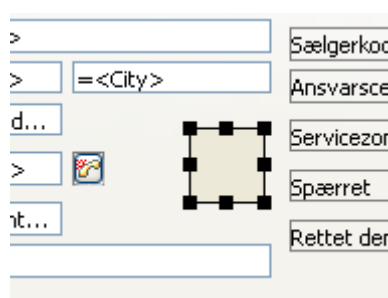 >
Sælgerkod
> =<City>
Ansvarsce
d...
Servicezon
>
Spærret
nt...
Rettet den